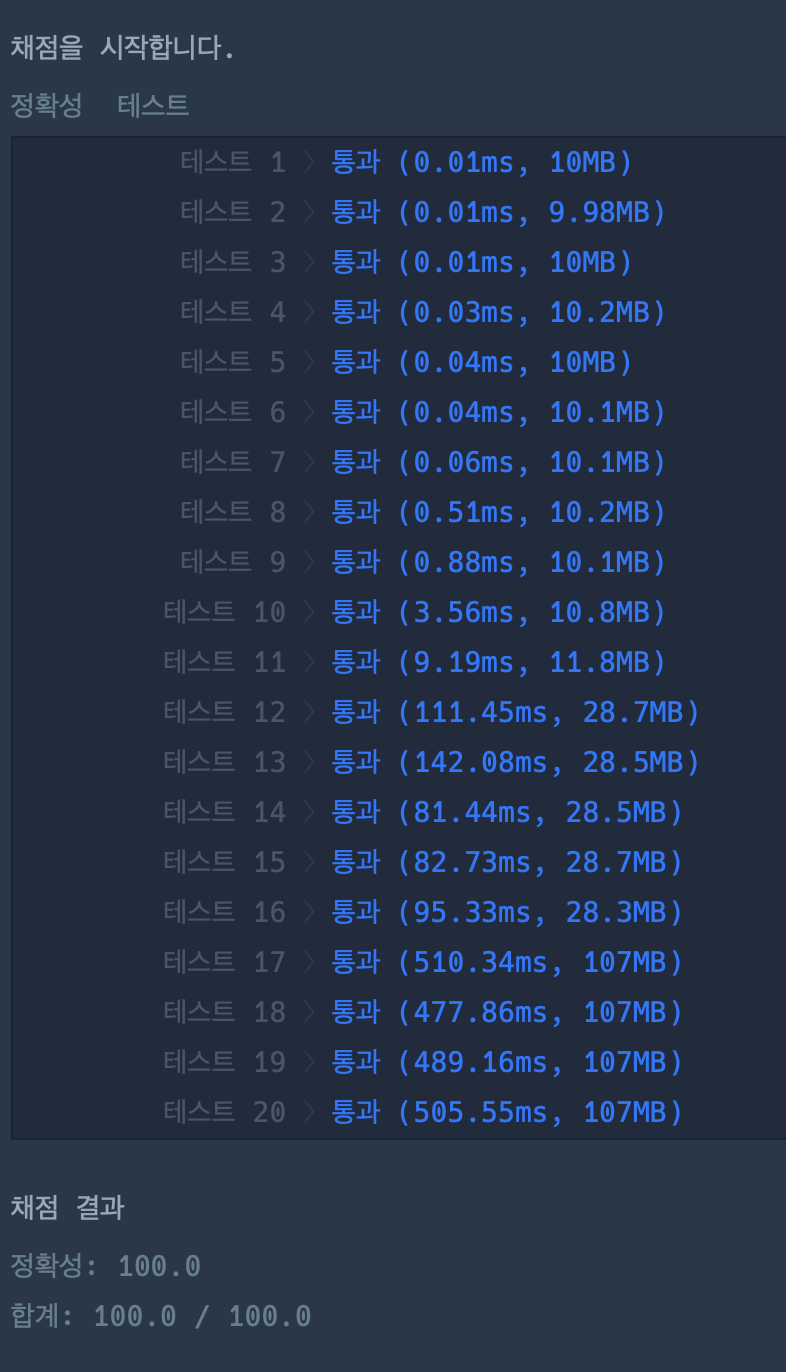 채점을 시작합니다.
정확성 테스트
테스트 1 〉 통과 (0.01ms, 10MB)
테스트 2 〉 통과 (0.01ms, 9.98MB)
테스트 3 〉 통과 (0.01ms, 10MB)
테스트 4 〉 통과 (0.03ms, 10.2MB)
테스트 5 〉 통과 (0.04ms, 10MB)
테스트 6 〉 통과 (0.04ms, 10.1MB)
테스트 7 〉 통과 (0.06ms, 10.1MB)
테스트 8 〉 통과 (0.51ms, 10.2MB)
테스트 9 〉 통과 (0.88ms, 10.1MB)
테스트 10 〉 통과 (3.56ms, 10.8MB)
테스트 11 〉 통과 (9.19ms, 11.8MB)
테스트 12 〉 통과 (111.45ms, 28.7MB)
테스트 13 〉 통과 (142.08ms, 28.5MB)
테스트 14 〉 통과 (81.44ms, 28.5MB)
테스트 15 〉 통과 (82.73ms, 28.7MB)
테스트 16 〉 통과 (95.33ms, 28.3MB)
테스트 17 〉 통과 (510.34ms, 107MB)
테스트 18 〉 통과 (477.86ms, 107MB)
테스트 19 〉 통과 (489.16ms, 107MB)
테스트 20 〉 통과 (505.55ms, 107MB)
채점 결과
정확성: 100.0
합계: 100.0 / 100.0